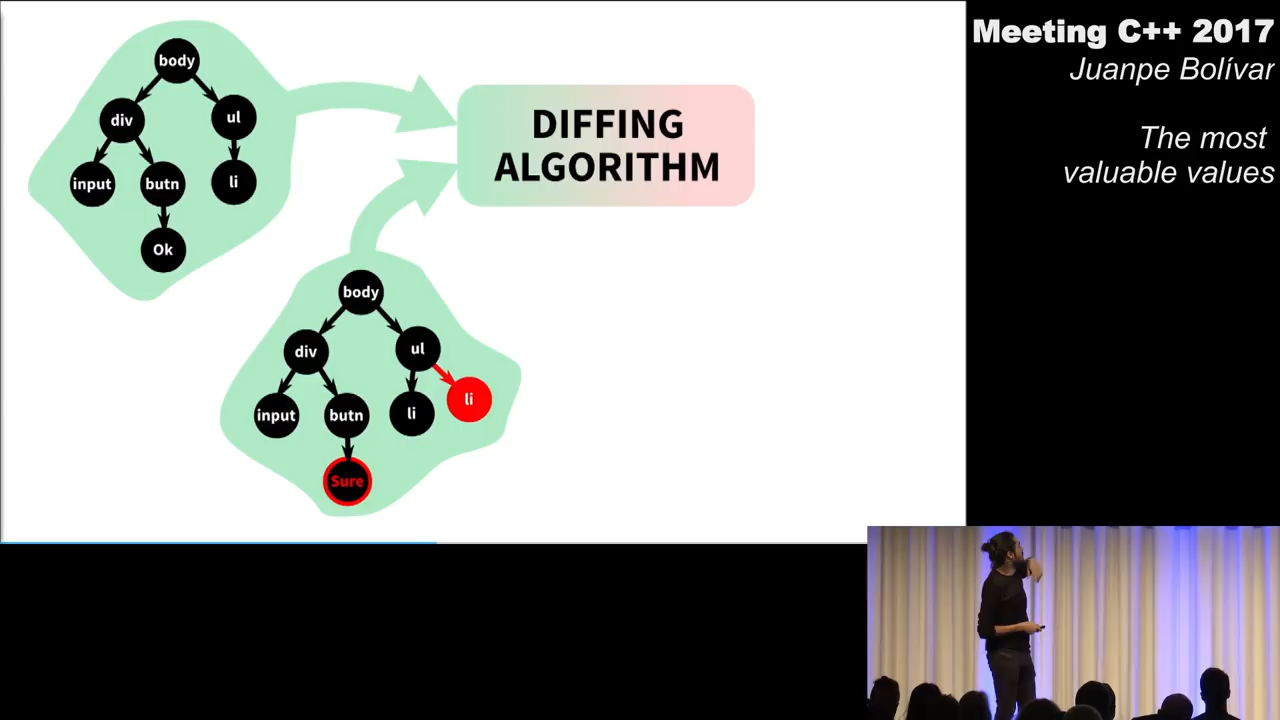 body
div
ul
input
butn
li
Ok
DIFFING
ALGORITHM
body
div
ul
input
butn
li
li
Sure
Meeting C++ 2017
Juanpe Bolívar
The most
valuable values